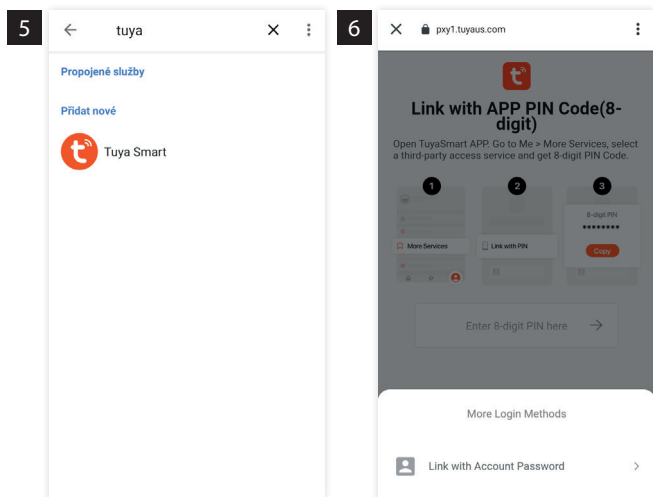 5
tuya
Propojené služby
Přidat nové
Tuya Smart
6
pxy1.tuyaus.com
Link with APP PIN Code(8-
digit)
Open TuyaSmart APP. Go to Me > More Services, select
a third-party access service and get 8-digit PIN Code.
1
2
3
More Services
Link with PIN
8-digit PIN
********
Copy
Enter 8-digit PIN here
More Login Methods
Link with Account Password